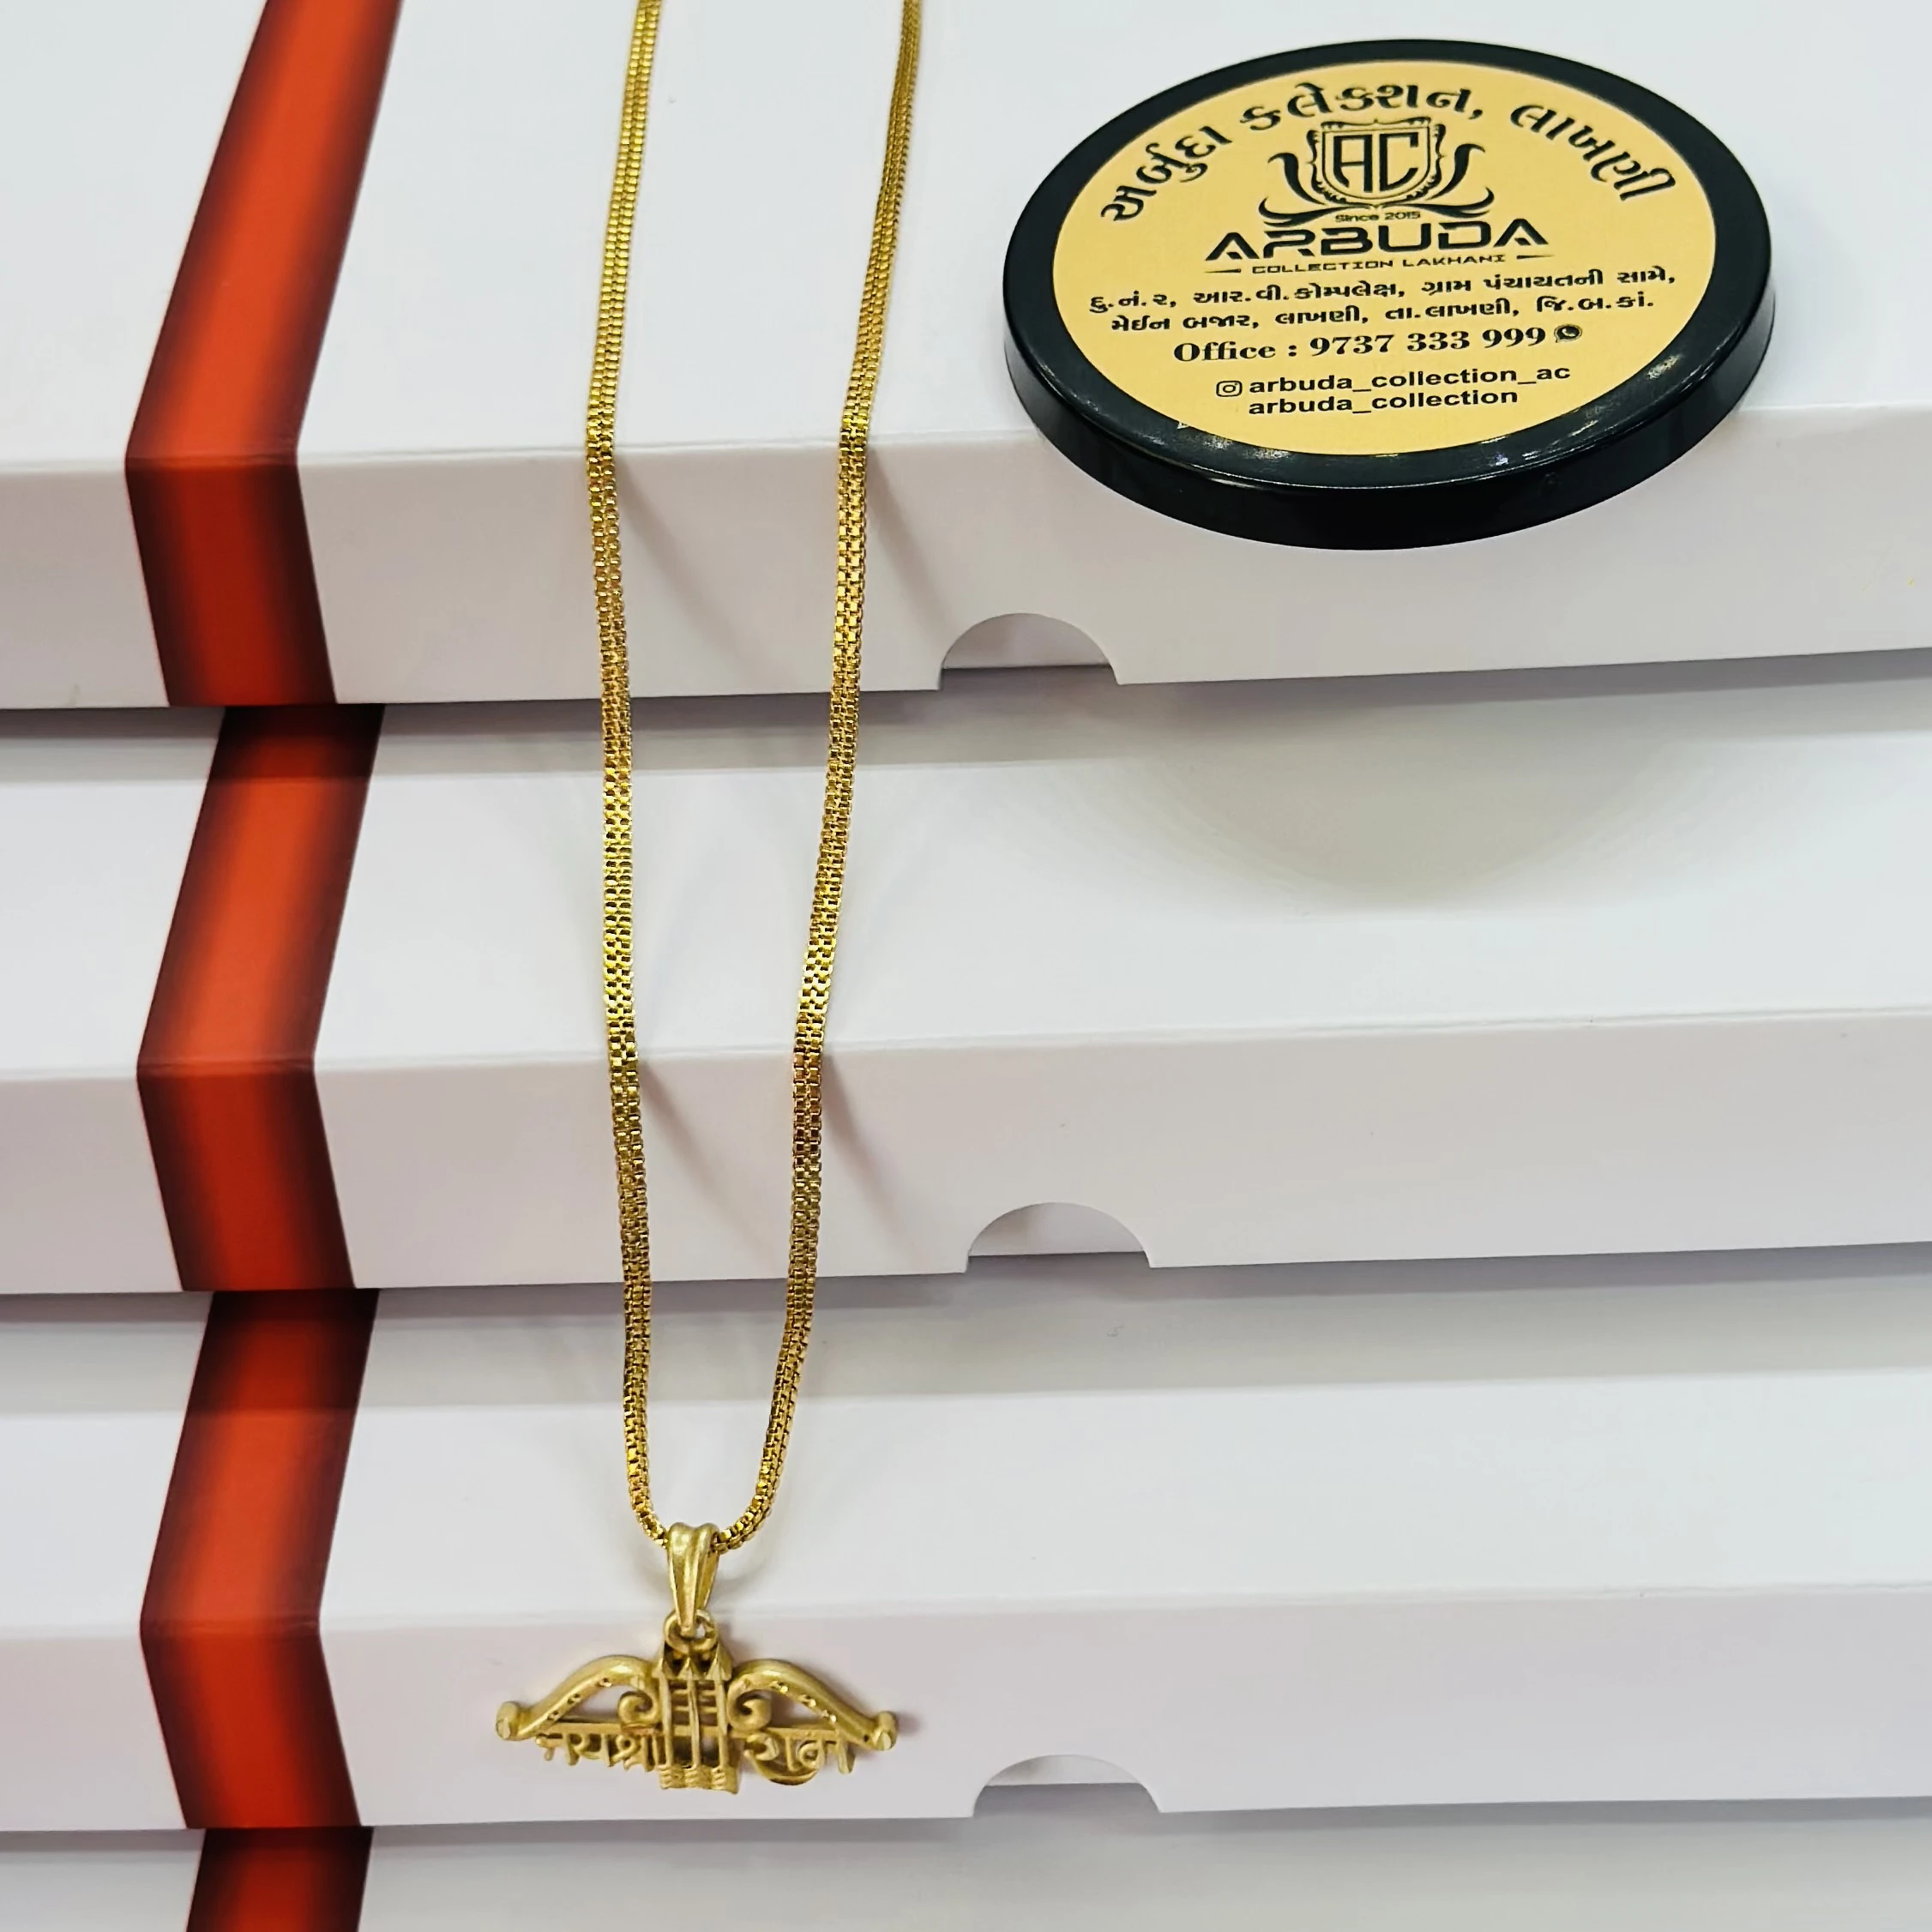 અર્બુદા કલેક્શન, લાખણી
AC
Since 2015
ARBUDA
COLLECTION LAKHANI
દુ.નં.૨, આર.વી.કોમ્પલેક્ષ, ગ્રામ પંચાયતની સામે,
મેઈન બજાર, લાખણી, તા.લાખણી, જિ.બ.કાં.
Office : 9737 333 999
arbuda_collection_ac
arbuda_collection
जय श्री राम